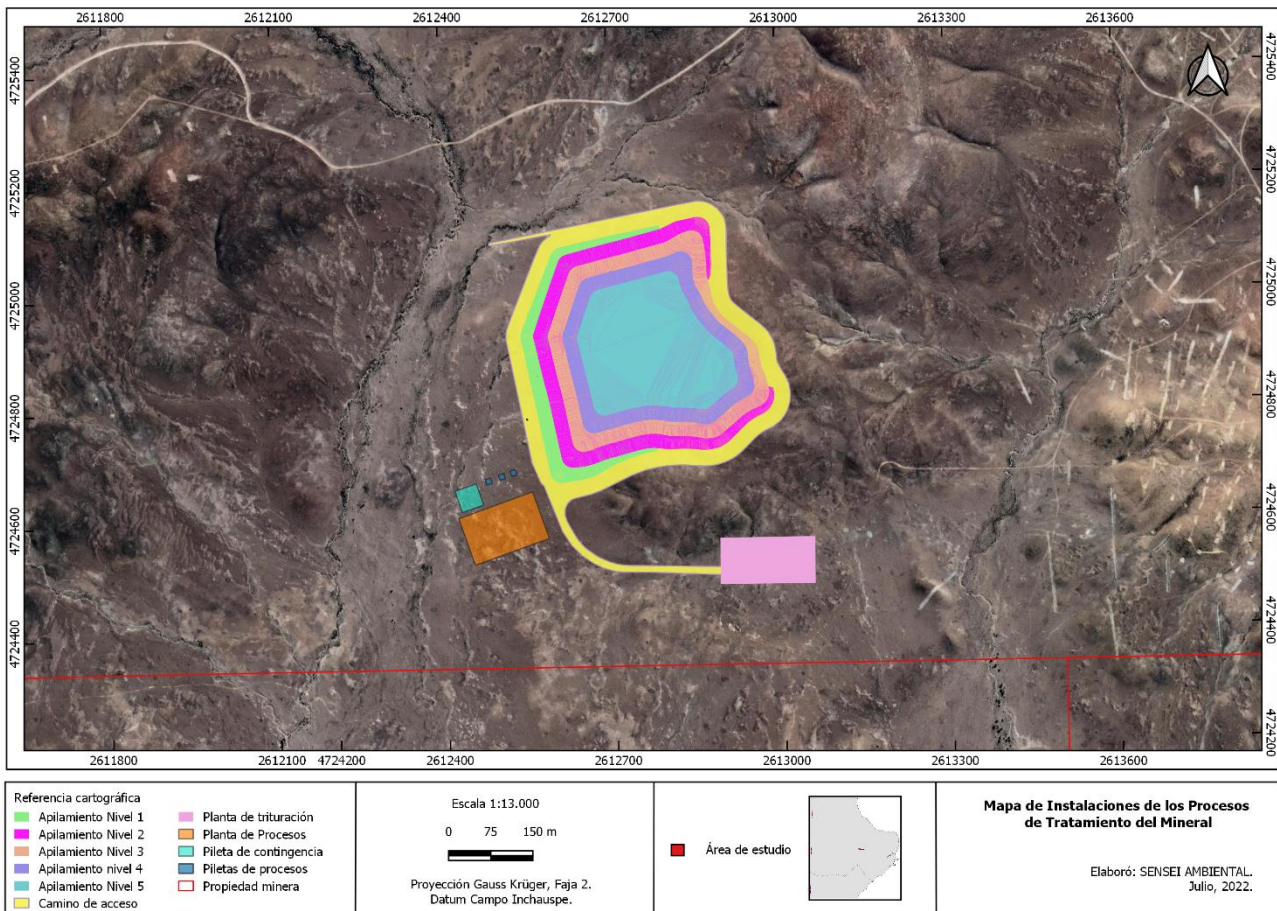 2611800 2612100 2612400 2612700 2613000 2613300 2613600
4725400 4725400
4725200 4725200
4725000 4725000
4724800 4724800
4724600 4724600
4724400 4724400
4724200
2611800 2612100 4724200 2612400 2612700 2613000 2613300 2613600
Referencia cartográfica
Apilamiento Nivel 1
Apilamiento Nivel 2
Apilamiento Nivel 3
Apilamiento nivel 4
Apilamiento Nivel 5
Camino de acceso
Planta de trituración
Planta de Procesos
Pileta de contingencia
Piletas de procesos
Propiedad minera
Escala 1:13.000
0 75 150 m
Proyección Gauss Krüger, Faja 2.
Datum Campo Inchauspe.
Área de estudio
Mapa de Instalaciones de los Procesos
de Tratamiento del Mineral
Elaboró: SENSEI AMBIENTAL.
Julio, 2022.